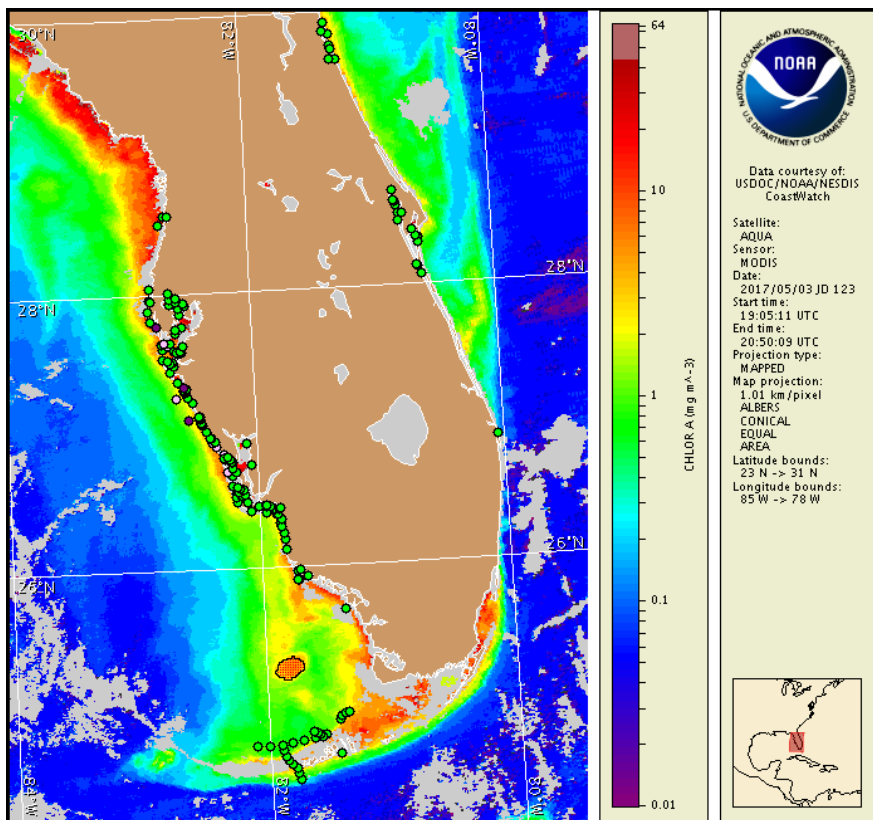 30°N
82°W
80°W
28°N
28°N
26°N
26°N
84°W
82°W
80°W
64
10
1
0.1
0.01
CHLOR A (mg m^-3)
NATIONAL OCEANIC AND ATMOSPHERIC ADMINISTRATION
NOAA
U.S. DEPARTMENT OF COMMERCE
Data courtesy of:
USDOC/NOAA/NESDIS
CoastWatch
Satellite:
AQUA
Sensor:
MODIS
Date:
2017/05/03 JD 123
Start time:
19:05:11 UTC
End time:
20:50:09 UTC
Projection type:
MAPPED
Map projection:
1.01 km/pixel
ALBERS
CONICAL
EQUAL
AREA
Latitude bounds:
23 N -> 31 N
Longitude bounds:
85 W -> 78 W